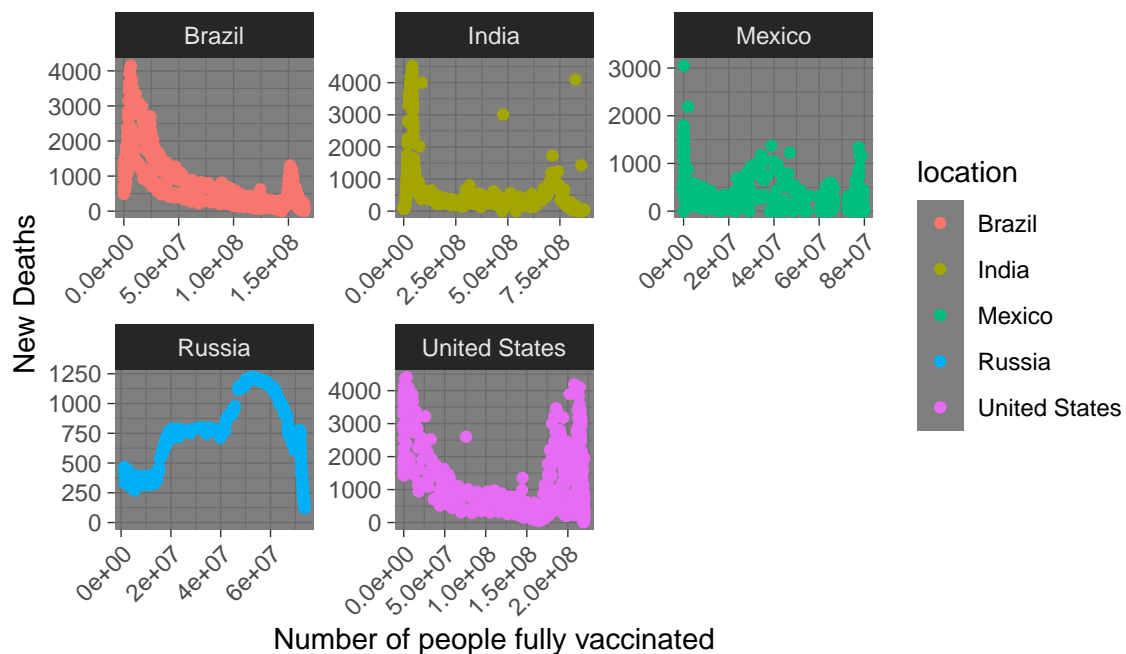 Brazil
India
Mexico
4000
3000
2000
1000
0
4000
3000
2000
1000
0
3000
2000
1000
0
0.0e+00
5.0e+07
1.0e+08
1.5e+08
0.0e+00
2.5e+08
5.0e+08
7.5e+08
0e+00
2e+07
4e+07
6e+07
8e+07
New Deaths
Russia
United States
1250
1000
750
500
250
0
4000
3000
2000
1000
0
0e+00
2e+07
4e+07
6e+07
0.0e+00
5.0e+07
1.0e+08
1.5e+08
2.0e+08
Number of people fully vaccinated
location
Brazil
India
Mexico
Russia
United States